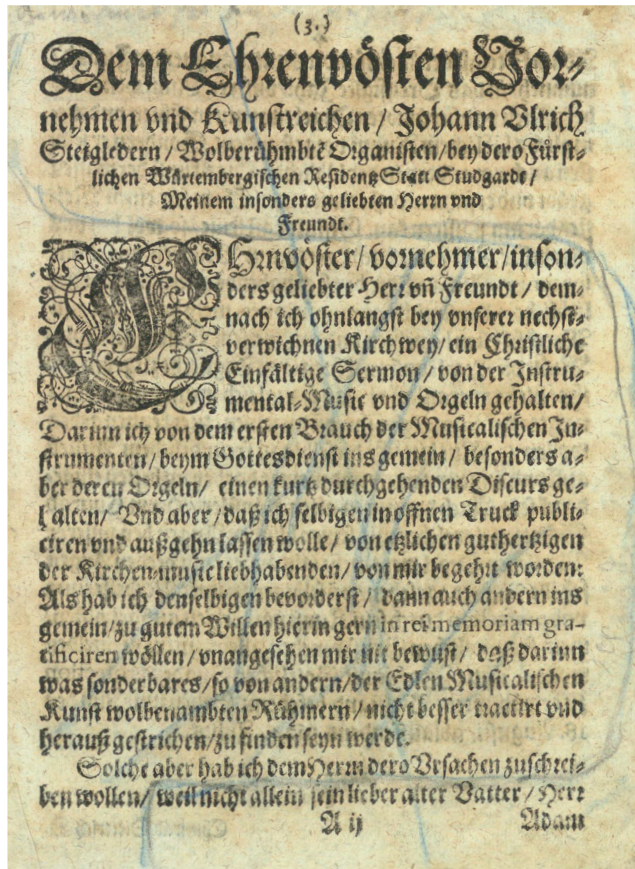 (3.)
Dem Ehrenvösten Vor-
nehmen vnd Kunstreichen / Johann Vlrich
Steigledern / Wolberühmbtē Organisten / bey dero Fürst-
lichen Würtembergischen Residentz Statt Studgardt /
Meinem insonders geliebten Herrn vnd
Freundt.
EHrnvöster / vornehmer / inson-
ders geliebter Herr vñ Freundt / dem-
nach ich ohnlangst bey vnserer nechst-
verwichnen Kirchwey / ein Christliche
Einfältige Sermon / von der Instru-
mental-Music vnd Orgeln gehalten /
Darinn ich von dem ersten Brauch der Musicalischen In-
strumenten / beym Gottesdienst ins gemein / besonders a-
ber deren Orgeln / einen kurtz durchgehenden Discurs ge-
halten / Vnd aber / daß ich selbigen in offnen Truck publi-
ciren vnd außgehn lassen wolle / von etzlichen guthertzigen
der Kirchen-music liebhabenden / von mir begehrt worden:
Als hab ich denselbigen bevorderst / dann auch andern ins
gemein / zu gutem Willen hierin gern in rei memoriam gra-
tificiren wöllen / vnangesehen mir nit bewust / daß darinn
was sonderbares / so von andern / der Edlen Musicalischen
Kunst wolbenambten Rühmern / nicht besser tractirt vnd
herauß gestrichen / zu finden seyn werde.
Solche aber hab ich dem Herrn dero Vrsachen zuschrei-
ben wollen / weil nicht allein sein lieber alter Vatter / Herr
A ij Adam